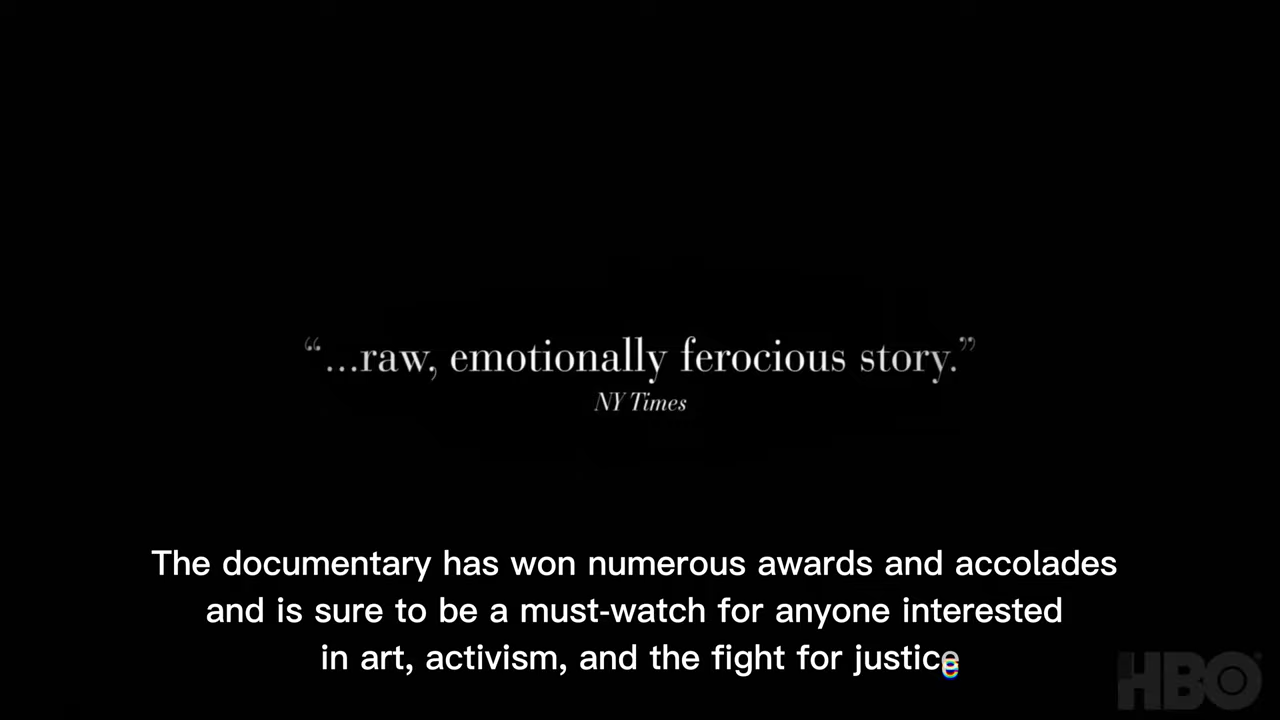 “...raw, emotionally ferocious story.”
NY Times
The documentary has won numerous awards and accolades
and is sure to be a must-watch for anyone interested
in art, activism, and the fight for justice
HBO